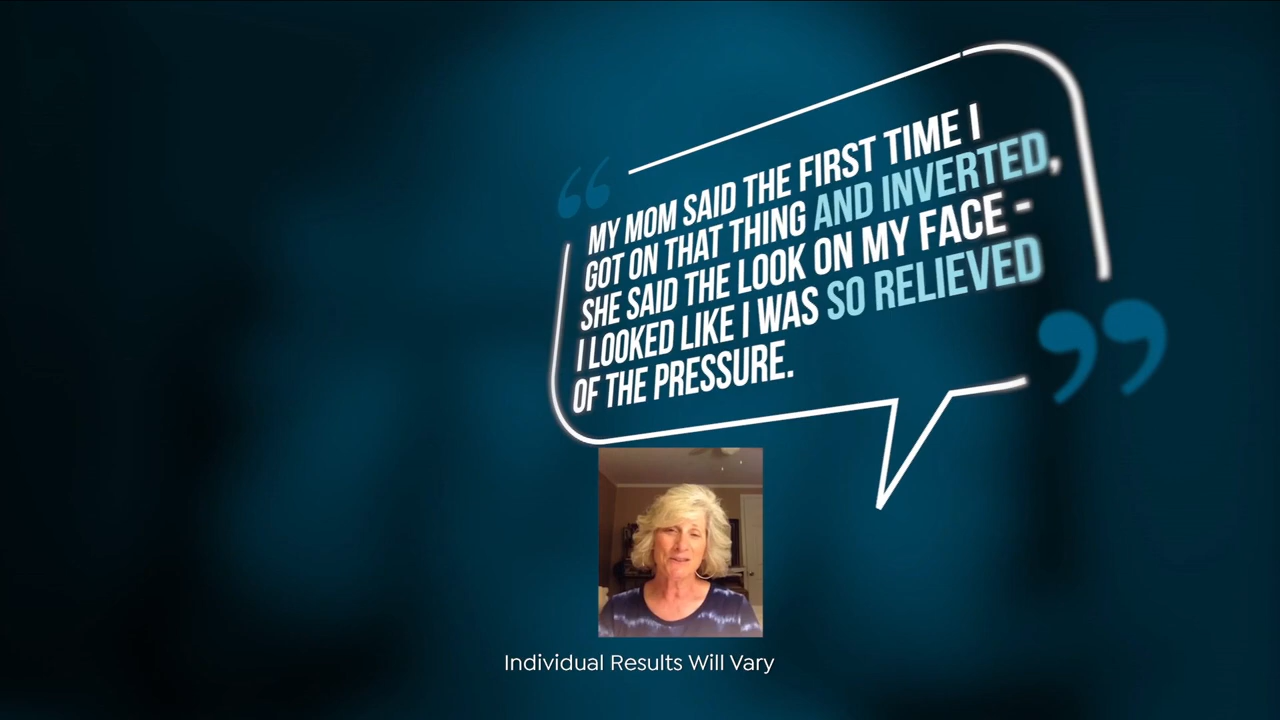 “
MY MOM SAID THE FIRST TIME I
GOT ON THAT THING AND INVERTED,
SHE SAID THE LOOK ON MY FACE -
I LOOKED LIKE I WAS SO RELIEVED
OF THE PRESSURE.
”
Individual Results Will Vary